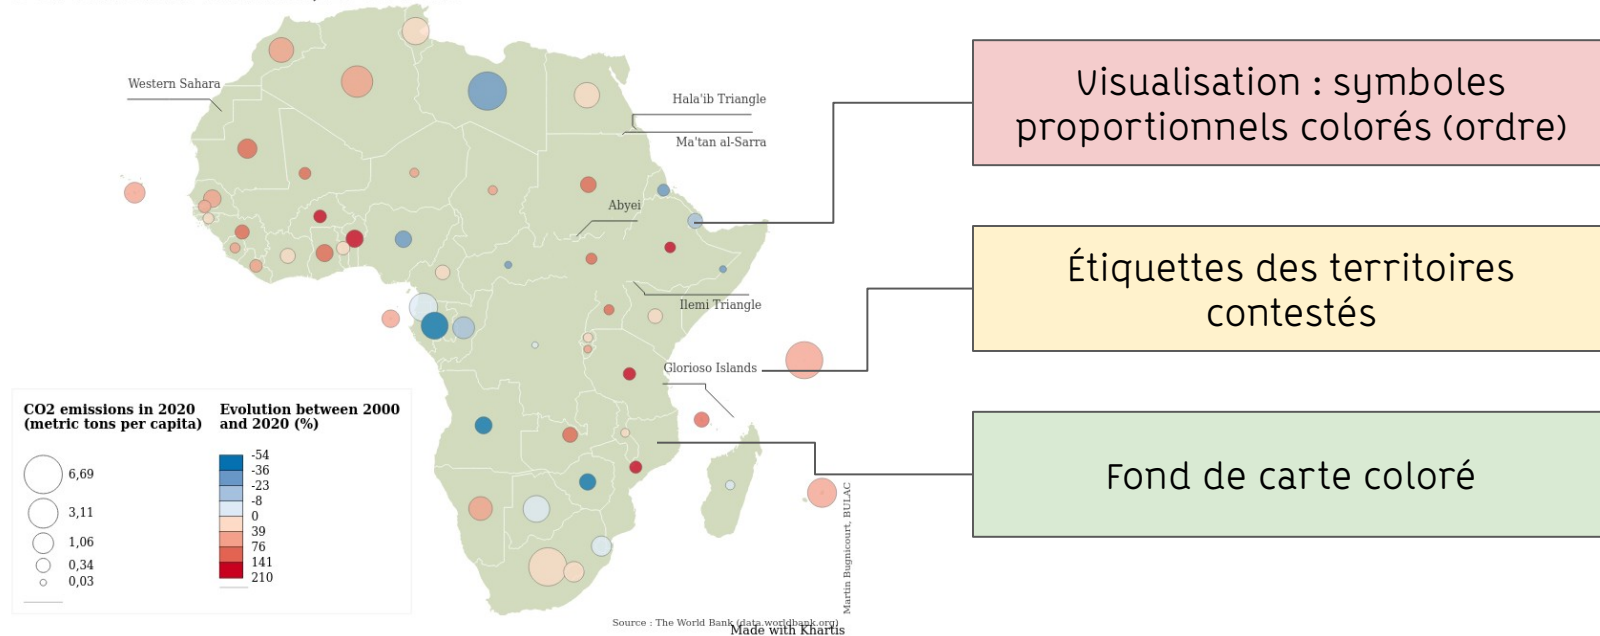 Western Sahara
Hala'ib Triangle
Ma'tan al-Sarra
Abyei
Ilemi Triangle
Glorioso Islands
CO2 emissions in 2020
(metric tons per capita)
6,69
3,11
1,06
0,34
0,03
Evolution between 2000
and 2020 (%)
-54
-36
-23
-8
0
39
76
141
210
Martin Bugnicourt, BULAC
Source : The World Bank (data.worldbank.org)
Made with Khartis
Visualisation : symboles
proportionnels colorés (ordre)
Étiquettes des territoires
contestés
Fond de carte coloré